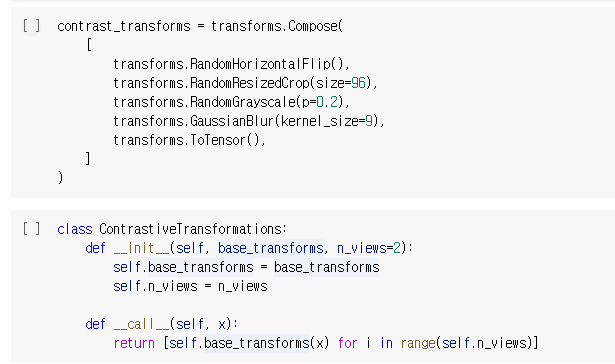 [ ] contrast_transforms = transforms.Compose(
    [
        transforms.RandomHorizontalFlip(),
        transforms.RandomResizedCrop(size=96),
        transforms.RandomGrayscale(p=0.2),
        transforms.GaussianBlur(kernel_size=9),
        transforms.ToTensor(),
    ]
)
[ ] class ContrastiveTransformations:
    def __init__(self, base_transforms, n_views=2):
        self.base_transforms = base_transforms
        self.n_views = n_views
    def __call__(self, x):
        return [self.base_transforms(x) for i in range(self.n_views)]